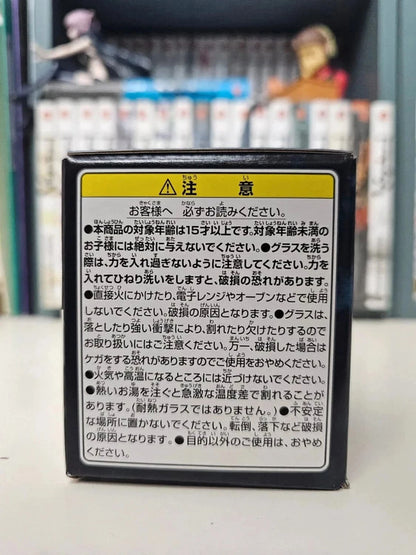 ⚠注意
お客様へ 必ずお読みください。
●本商品の対象年齢は15才以上です。対象年齢未満の
お子様には絶対に与えないでください。●グラスを洗う
際は、力を入れ過ぎないように注意してください。力を
入れてひねり洗いをしますと、破損の恐れがあります。
●直接火にかけたり、電子レンジやオーブンなどで使用
しないでください。破損の原因となります。●グラスは、
落としたり強い衝撃により、割れたり欠けたりするので
お取り扱いにはご注意ください。万一、破損した場合は
ケガをする恐れがありますのでご使用をおやめください。
●火気や高温になるところには近づけないでください。
●熱いお湯を注ぐと急激な温度差で割れることが
あります。(耐熱ガラスではありません。)●不安定
な場所に置かないでください。転倒、落下など破損
の原因となります。●目的以外のご使用は、おやめ
ください。